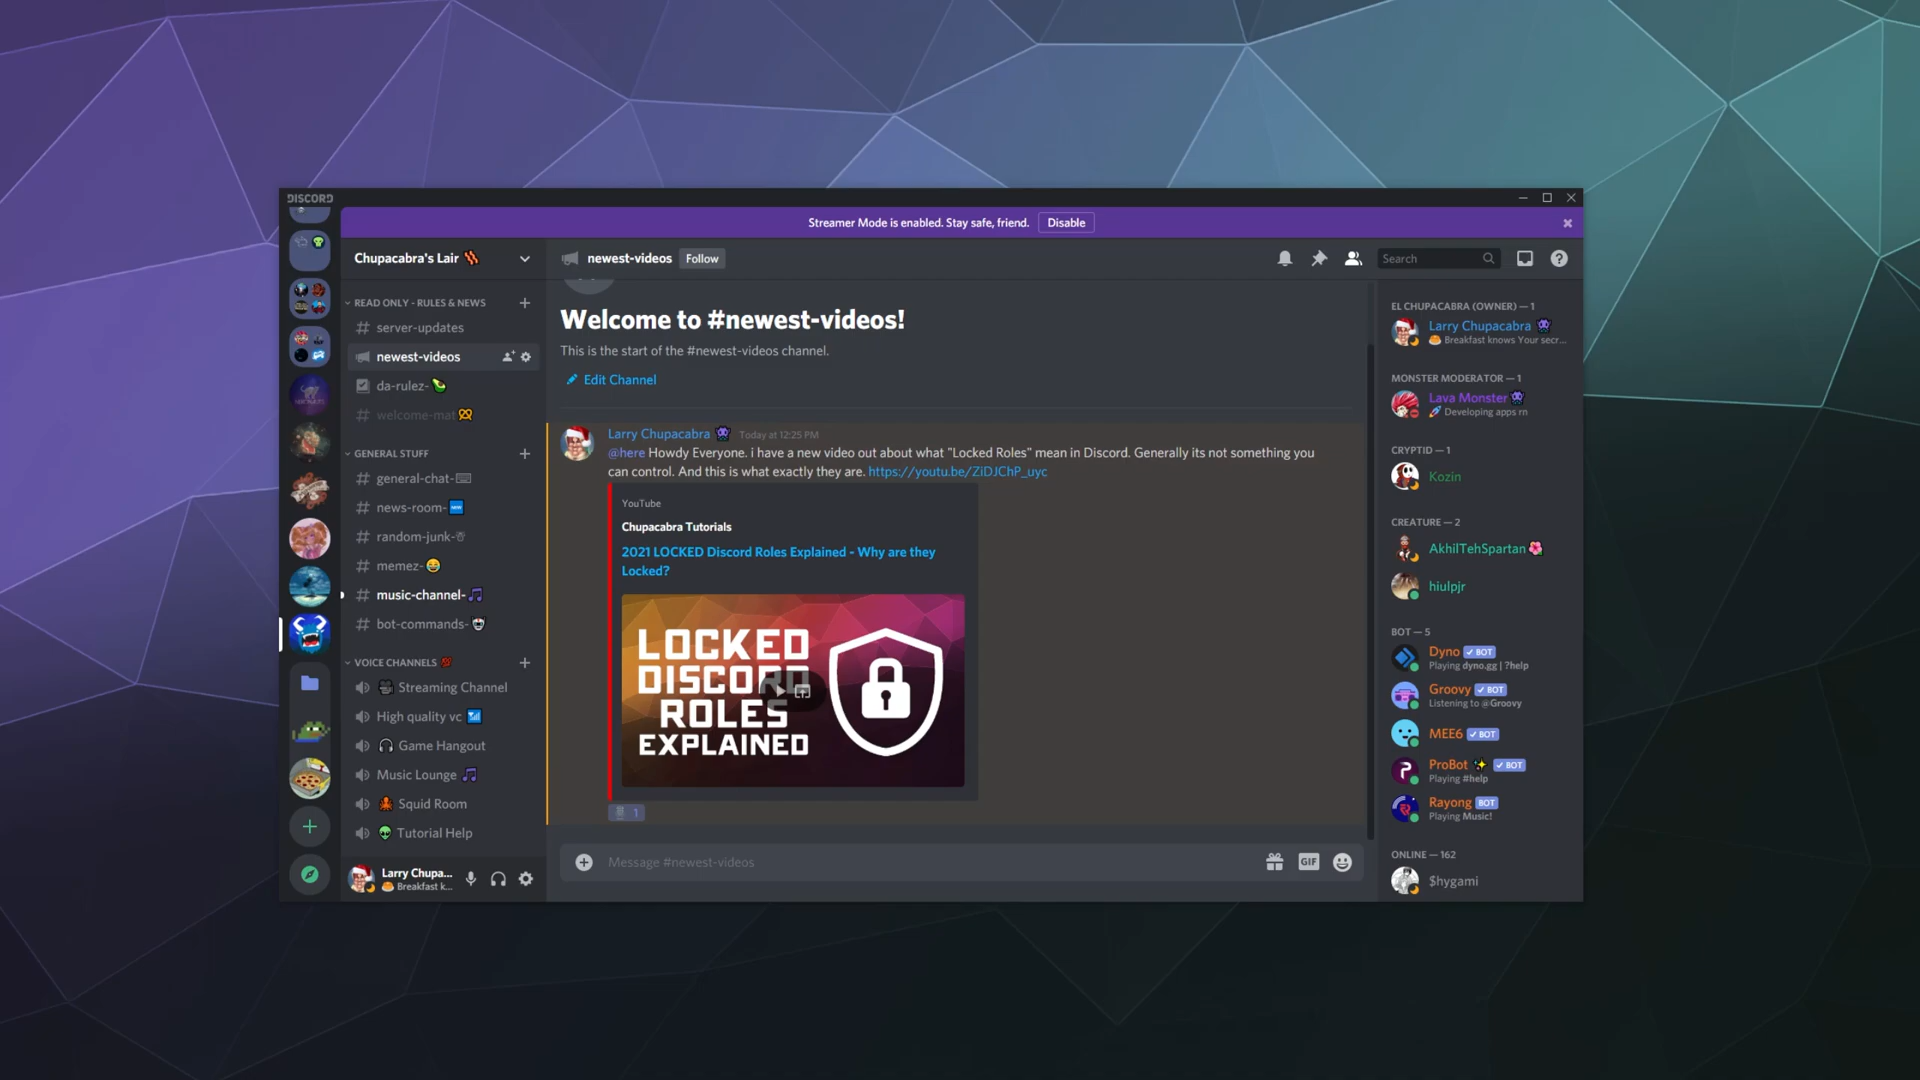 DISCORD
Streamer Mode is enabled. Stay safe, friend.
Disable
Chupacabra's Lair
READ ONLY - RULES & NEWS
server-updates
newest-videos
da-rulez-
welcome-mat
GENERAL STUFF
general-chat-
news-room-
random-junk-
memez-
music-channel-
bot-commands-
VOICE CHANNELS
Streaming Channel
High quality vc
Game Hangout
Music Lounge
Squid Room
Tutorial Help
Larry Chupa...
Breakfast k...
newest-videos
Follow
Search
Welcome to #newest-videos!
This is the start of the #newest-videos channel.
Edit Channel
Larry Chupacabra
Today at 12:25 PM
@here Howdy Everyone. i have a new video out about what "Locked Roles" mean in Discord. Generally its not something you
can control. And this is what exactly they are. https://youtu.be/ZiDJChP_uyc
YouTube
Chupacabra Tutorials
2021 LOCKED Discord Roles Explained - Why are they
Locked?
LOCKED
DISCORD
ROLES
EXPLAINED
1
Message #newest-videos
GIF
EL CHUPACABRA (OWNER) — 1
Larry Chupacabra
Breakfast knows Your secr...
MONSTER MODERATOR — 1
Lava Monster
Developing apps rn
CRYPTID — 1
Kozin
CREATURE — 2
AkhilTehSpartan
hiulpjr
BOT — 5
Dyno BOT
Playing dyno.gg | ?help
Groovy BOT
Listening to @Groovy
MEE6 BOT
ProBot BOT
Playing #help
Rayong BOT
Playing Music!
ONLINE — 162
$hygami